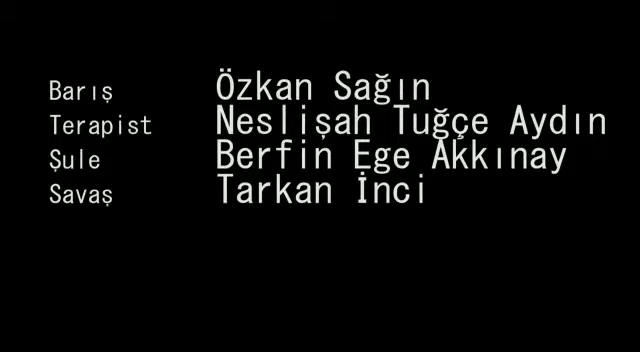 Barış Özkan Sağın
Terapist Neslişah Tuğçe Aydın
Şule Berfin Ege Akkınay
Savaş Tarkan İnci